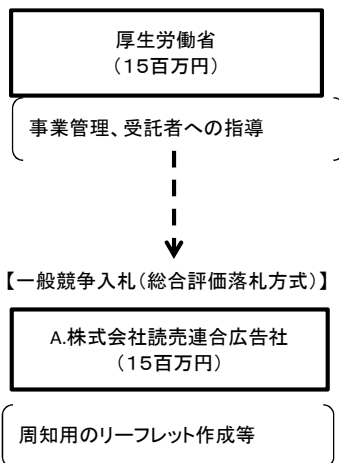 厚生労働省
（15百万円）
事業管理、受託者への指導
【一般競争入札（総合評価落札方式）】
A.株式会社読売連合広告社
（15百万円）
周知用のリーフレット作成等